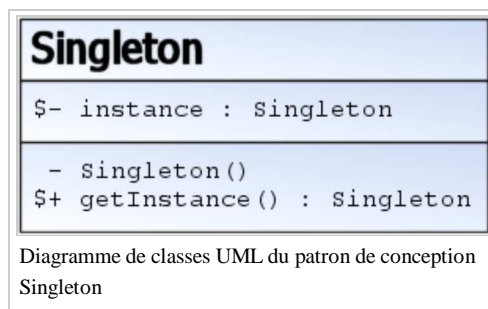 Singleton
$- instance : Singleton
- Singleton()
$+ getInstance() : Singleton
Diagramme de classes UML du patron de conception
Singleton